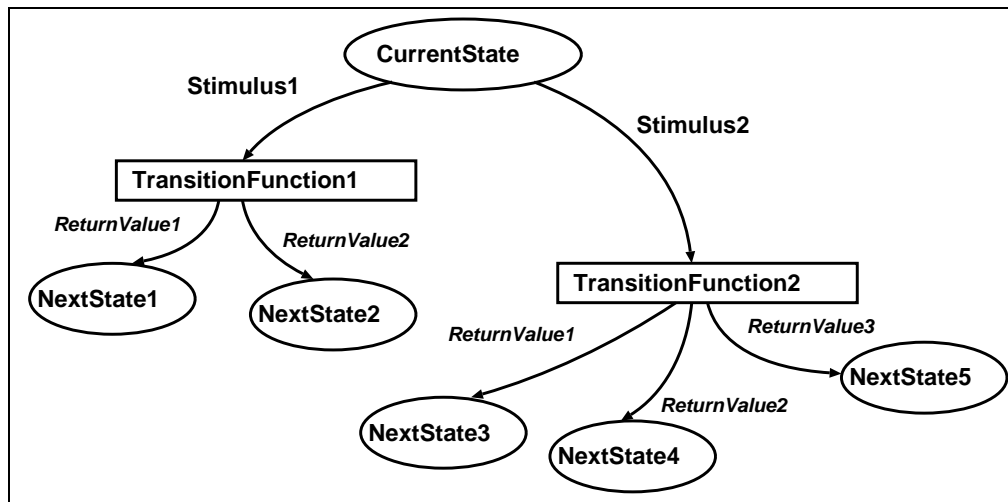 CurrentState
Stimulus1
Stimulus2
TransitionFunction1
ReturnValue1
ReturnValue2
NextState1
NextState2
TransitionFunction2
ReturnValue1
ReturnValue3
NextState5
ReturnValue2
NextState3
NextState4